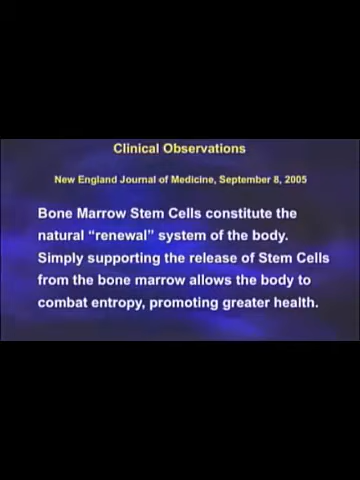 Clinical Observations
New England Journal of Medicine, September 8, 2005
Bone Marrow Stem Cells constitute the
natural “renewal” system of the body.
Simply supporting the release of Stem Cells
from the bone marrow allows the body to
combat entropy, promoting greater health.